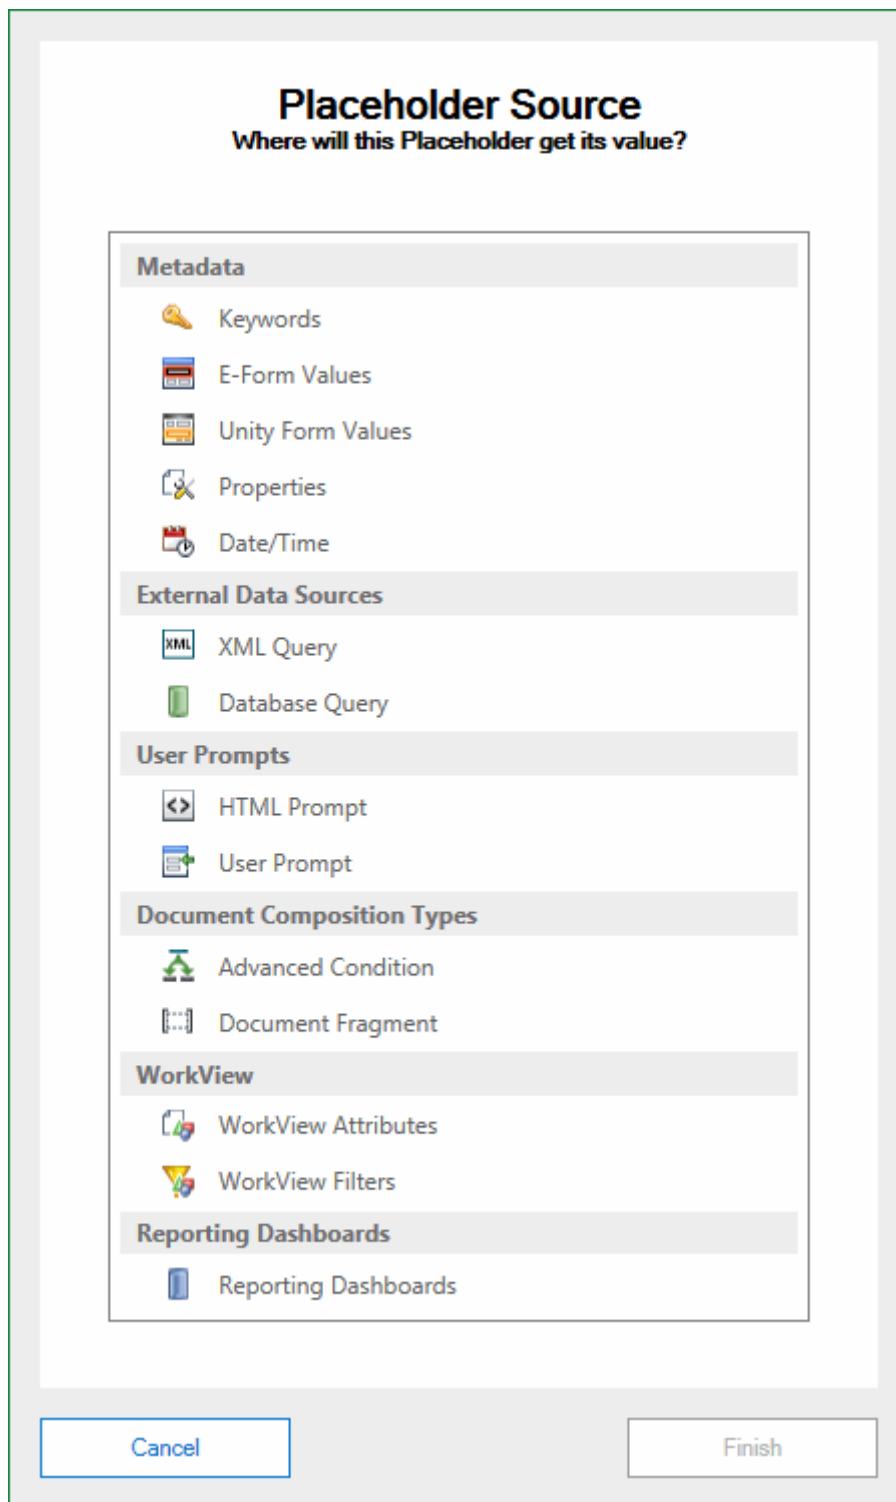 Placeholder Source
Where will this Placeholder get its value?
Metadata
Keywords
E-Form Values
Unity Form Values
Properties
Date/Time
External Data Sources
XML XML Query
Database Query
User Prompts
<> HTML Prompt
User Prompt
Document Composition Types
Advanced Condition
Document Fragment
WorkView
WorkView Attributes
WorkView Filters
Reporting Dashboards
Reporting Dashboards
Cancel Finish